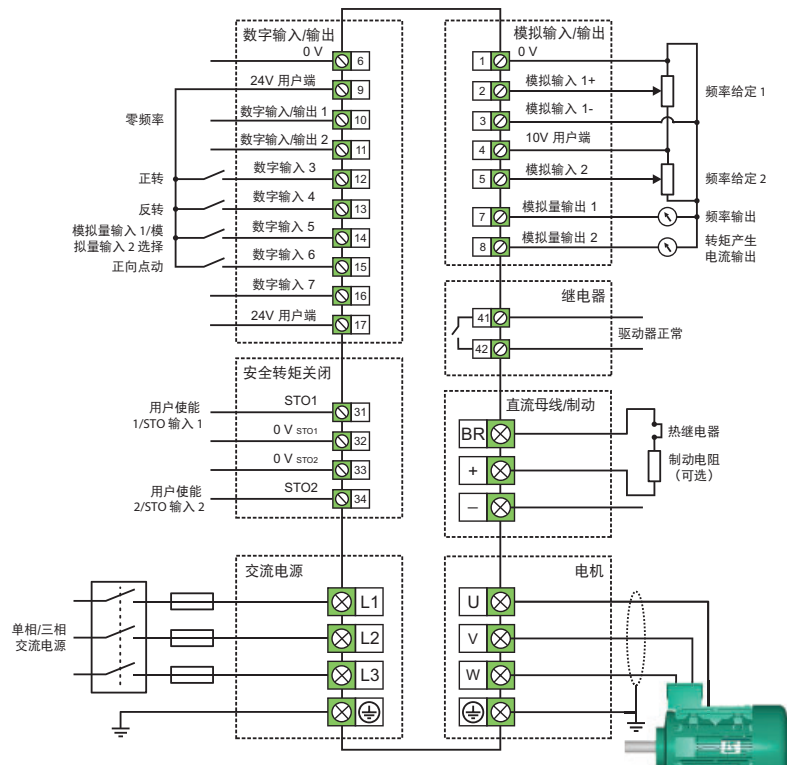 数字输入/输出
0 V
6
24V 用户端
9
零频率
数字输入/输出 1
10
数字输入/输出 2
11
正转
数字输入 3
12
反转
数字输入 4
13
模拟量输入 1/模
拟量输入 2 选择
数字输入 5
14
正向点动
数字输入 6
15
数字输入 7
16
24V 用户端
17
模拟输入/输出
0 V
1
模拟输入 1+
2
频率给定 1
模拟输入 1-
3
10V 用户端
4
模拟输入 2
5
频率给定 2
模拟量输出 1
7
频率输出
模拟量输出 2
8
转矩产生
电流输出
继电器
41
42
驱动器正常
安全转矩关闭
用户使能
1/STO 输入 1
STO1
31
0 V STO1
32
0 V STO2
33
用户使能
2/STO 输入 2
STO2
34
直流母线/制动
BR
热继电器
+
制动电阻
（可选）
−
交流电源
单相/三相
交流电源
L1
L2
L3
电机
U
V
W